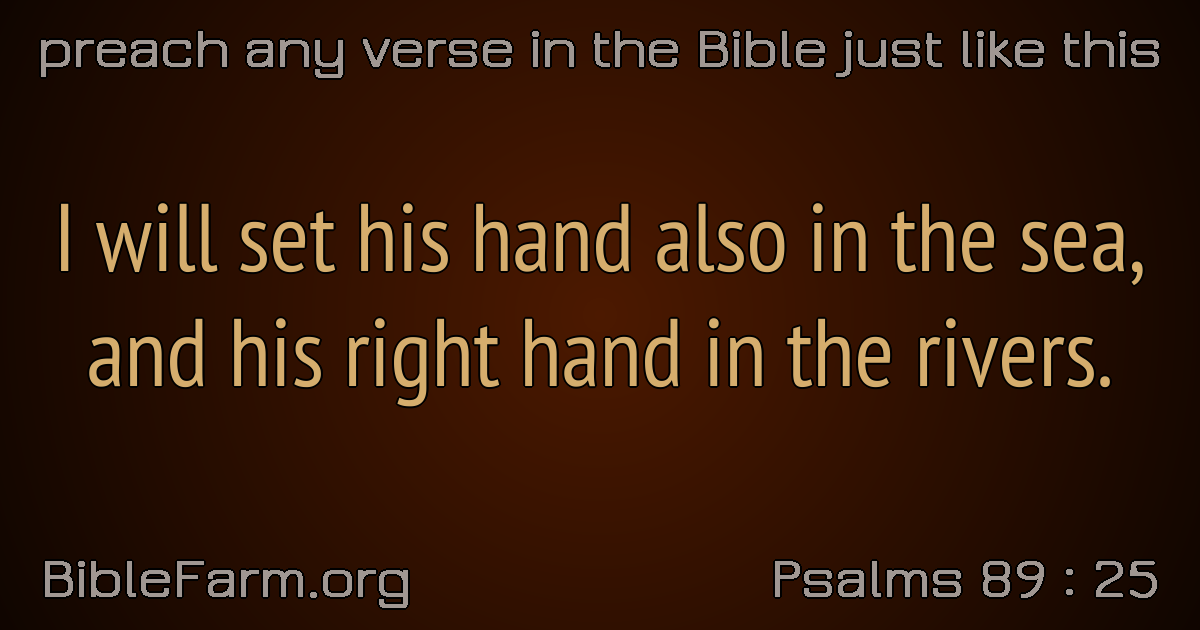 preach any verse in the Bible just like this
I will set his hand also in the sea,
and his right hand in the rivers.
BibleFarm.org
Psalms 89 : 25